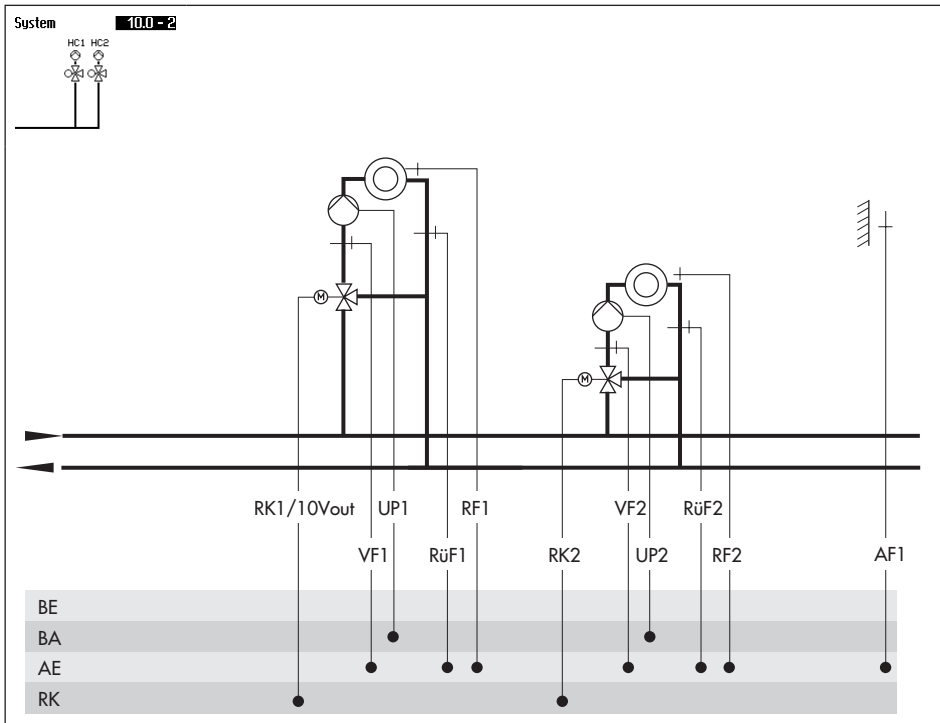 System 10.0 - 2
HC1 HC2
M
M
RK1/10Vout UP1 RF1 VF2 RüF2
VF1 RüF1 RK2 UP2 RF2 AF1
BE
BA
AE
RK